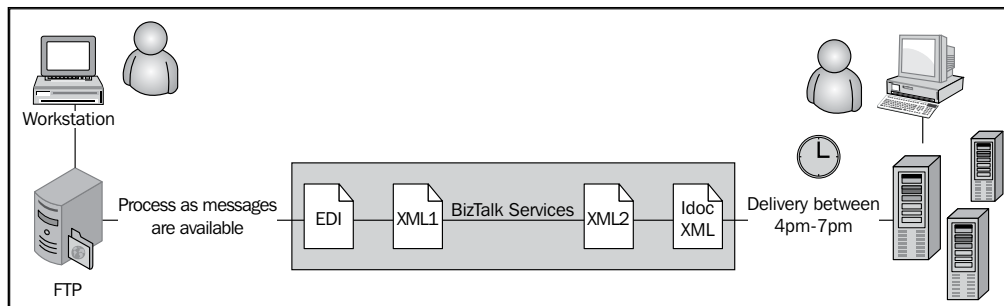 Workstation
FTP
Process as messages
are available
EDI
XML1
BizTalk Services
XML2
Idoc
XML
Delivery between
4pm-7pm